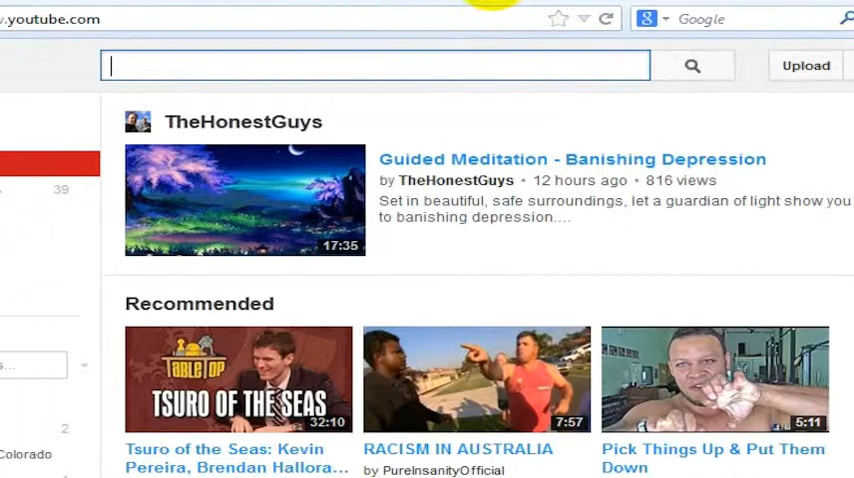 .youtube.com
Google
Upload
TheHonestGuys
Guided Meditation - Banishing Depression
by TheHonestGuys • 12 hours ago • 816 views
Set in beautiful, safe surroundings, let a guardian of light show you
to banishing depression....
17:35
39
Recommended
TABLETOP
TSURO OF THE SEAS
32:10
7:57
5:11
s...
2
Colorado
Tsuro of the Seas: Kevin
Pereira, Brendan Hallora...
RACISM IN AUSTRALIA
by PureInsanityOfficial
Pick Things Up & Put Them
Down